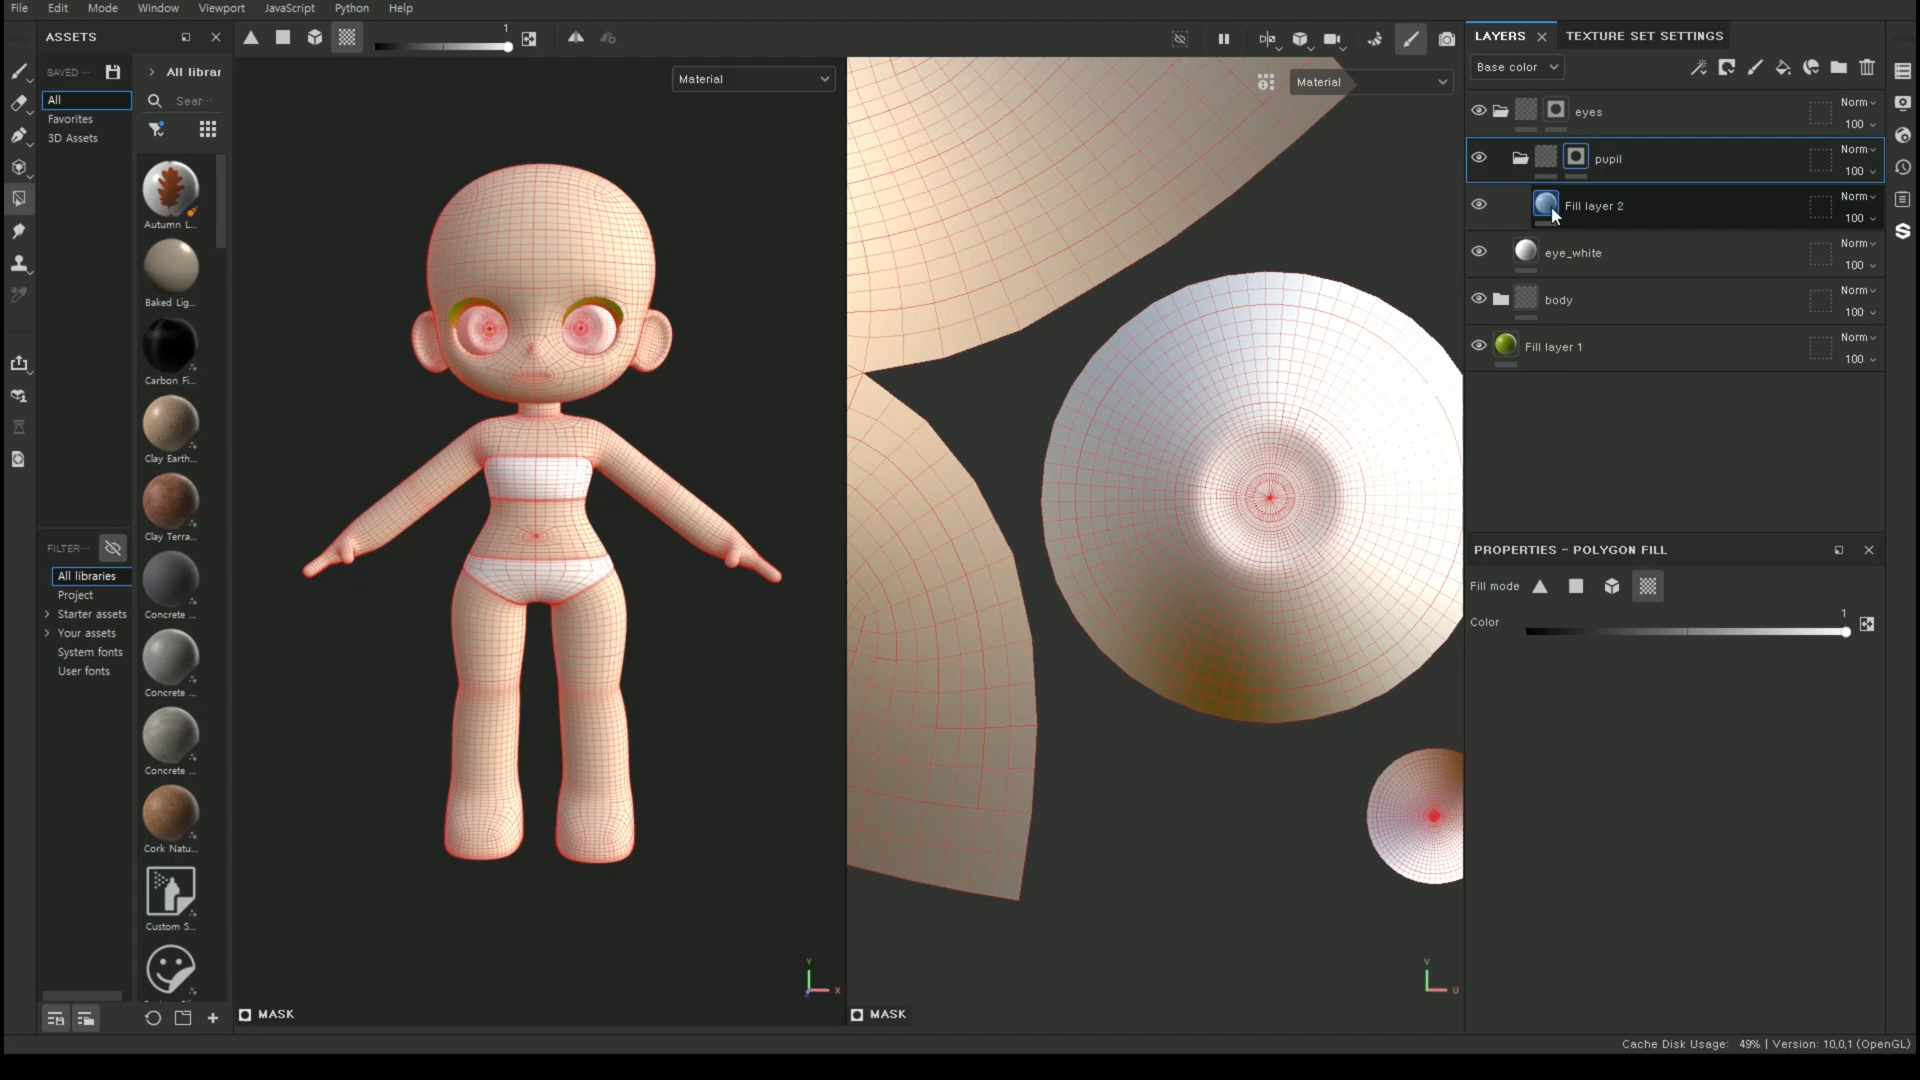 File Edit Mode Window Viewport JavaScript Python Help
ASSETS
1
LAYERS TEXTURE SET SETTINGS
SAVED ··· All librar
Material
Material
Base color
All
Sear···
Favorites
3D Assets
eyes Norm
100
pupil Norm
100
Fill layer 2 Norm
100
eye_white Norm
100
body Norm
100
Fill layer 1 Norm
100
Autumn L...
Baked Lig...
Carbon Fi...
Clay Earth...
Clay Terra...
Concrete ...
Concrete ...
Concrete ...
Cork Natu...
Custom S...
FILTER···
All libraries
Project
Starter assets
Your assets
System fonts
User fonts
PROPERTIES - POLYGON FILL
Fill mode
Color 1
Y
X
V
U
MASK
MASK
Cache Disk Usage: 49% | Version: 10,0,1 (OpenGL)